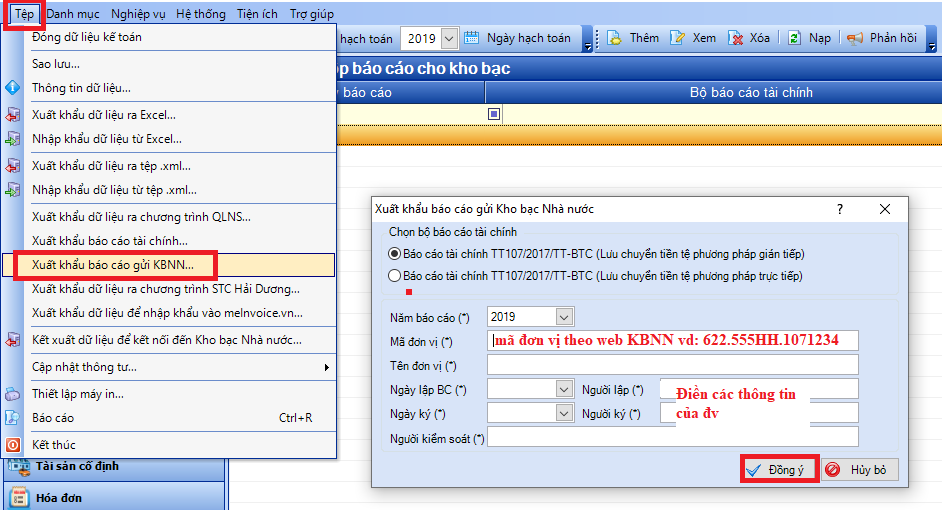 Tệp Danh mục Nghiệp vụ Hệ thống Tiện ích Trợ giúp
hạch toán 2019 Ngày hạch toán Thêm Xem Xóa Nạp Phản hồi
Đóng dữ liệu kế toán
Sao lưu...
Thông tin dữ liệu...
Xuất khẩu dữ liệu ra Excel...
Nhập khẩu dữ liệu từ Excel...
Xuất khẩu dữ liệu ra tệp .xml...
Nhập khẩu dữ liệu từ tệp .xml...
Xuất khẩu dữ liệu ra chương trình QLNS...
Xuất khẩu báo cáo tài chính...
Xuất khẩu báo cáo gửi KBNN...
Xuất khẩu dữ liệu ra chương trình STC Hải Dương...
Xuất khẩu dữ liệu để nhập khẩu vào meInvoice.vn...
Kết xuất dữ liệu để kết nối đến Kho bạc Nhà nước...
Cập nhật thông tư...
Thiết lập máy in...
Báo cáo Ctrl+R
Kết thúc
Tài sản cố định
Hóa đơn
báo cáo cho kho bạc
báo cáo Bộ báo cáo tài chính
Xuất khẩu báo cáo gửi Kho bạc Nhà nước ?
Chọn bộ báo cáo tài chính
Báo cáo tài chính TT107/2017/TT-BTC (Lưu chuyển tiền tệ phương pháp gián tiếp)
Báo cáo tài chính TT107/2017/TT-BTC (Lưu chuyển tiền tệ phương pháp trực tiếp)
Năm báo cáo (*) 2019
Mã đơn vị (*) mã đơn vị theo web KBNN vd: 622.555HH.1071234
Tên đơn vị (*)
Ngày lập BC (*) Người lập (*)
Điền các thông tin
của đv
Ngày ký (*) Người ký (*)
Người kiểm soát (*)
Đồng ý Hủy bỏ